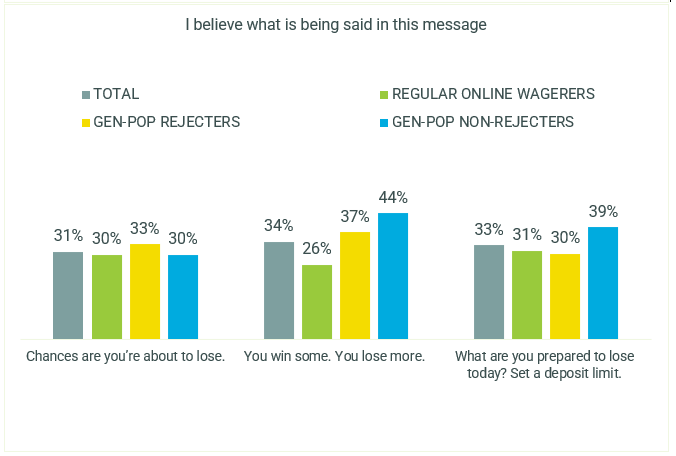 I believe what is being said in this message
TOTAL
REGULAR ONLINE WAGERERS
GEN-POP REJECTERS
GEN-POP NON-REJECTERS
31%
30%
33%
30%
34%
26%
37%
44%
33%
31%
30%
39%
Chances are you're about to lose.
You win some. You lose more.
What are you prepared to lose
today? Set a deposit limit.